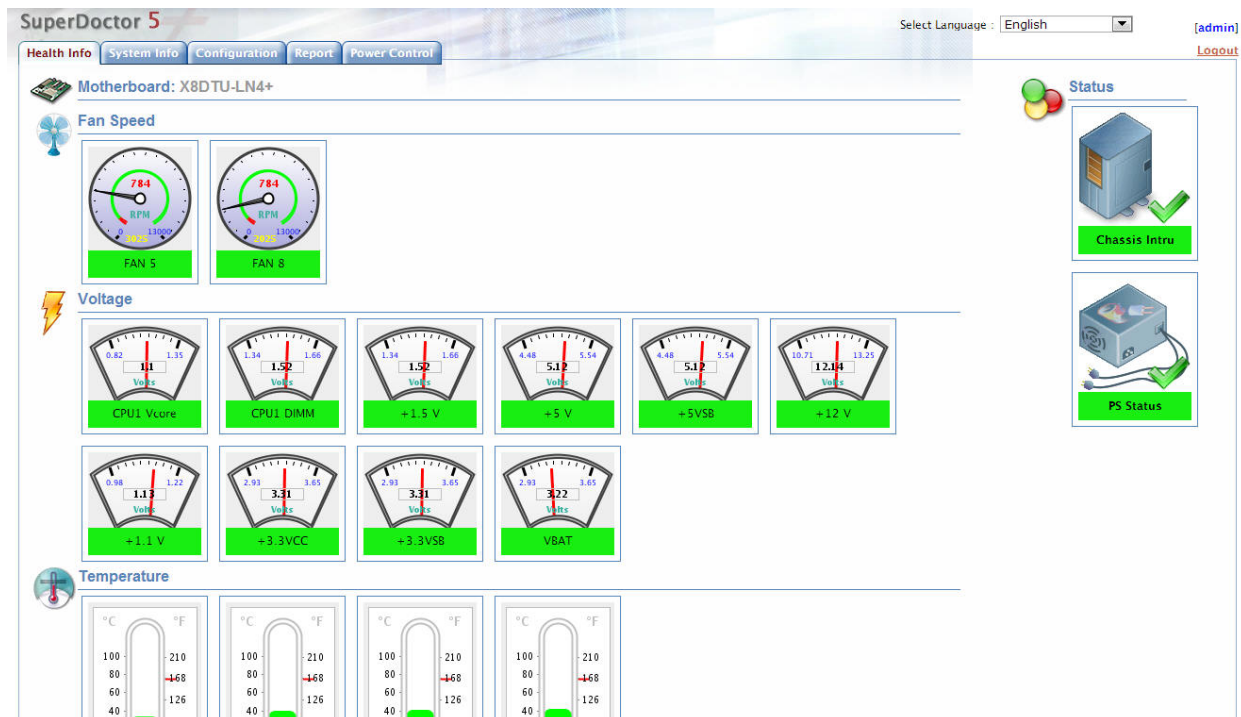 SuperDoctor 5
Select Language : English
[admin]
Health Info System Info Configuration Report Power Control
Logout
Motherboard: X8DTU-LN4+
Status
Fan Speed
784 784
RPM RPM
0 13000 0 13000
3025 2025
FAN 5 FAN 8
Chassis Intru
Voltage
0.82 1.35 1.34 1.66 1.34 1.66 4.48 5.54 4.48 5.54 10.71 13.25
1.1 1.52 1.52 5.12 5.12 12.14
Volts Volts Volts Volts Volts Volts
CPU1 Vcore CPU1 DIMM +1.5 V +5 V +5VSB +12 V
PS Status
0.98 1.22 2.93 3.65 2.93 3.65 2.93 3.65
1.13 3.31 3.31 3.22
Volts Volts Volts Volts
+1.1 V +3.3VCC +3.3VSB VBAT
Temperature
°C °F °C °F °C °F °C °F
100 210 100 210 100 210 100 210
80 168 80 168 80 168 80 168
60 126 60 126 60 126 60 126
40 40 40 40